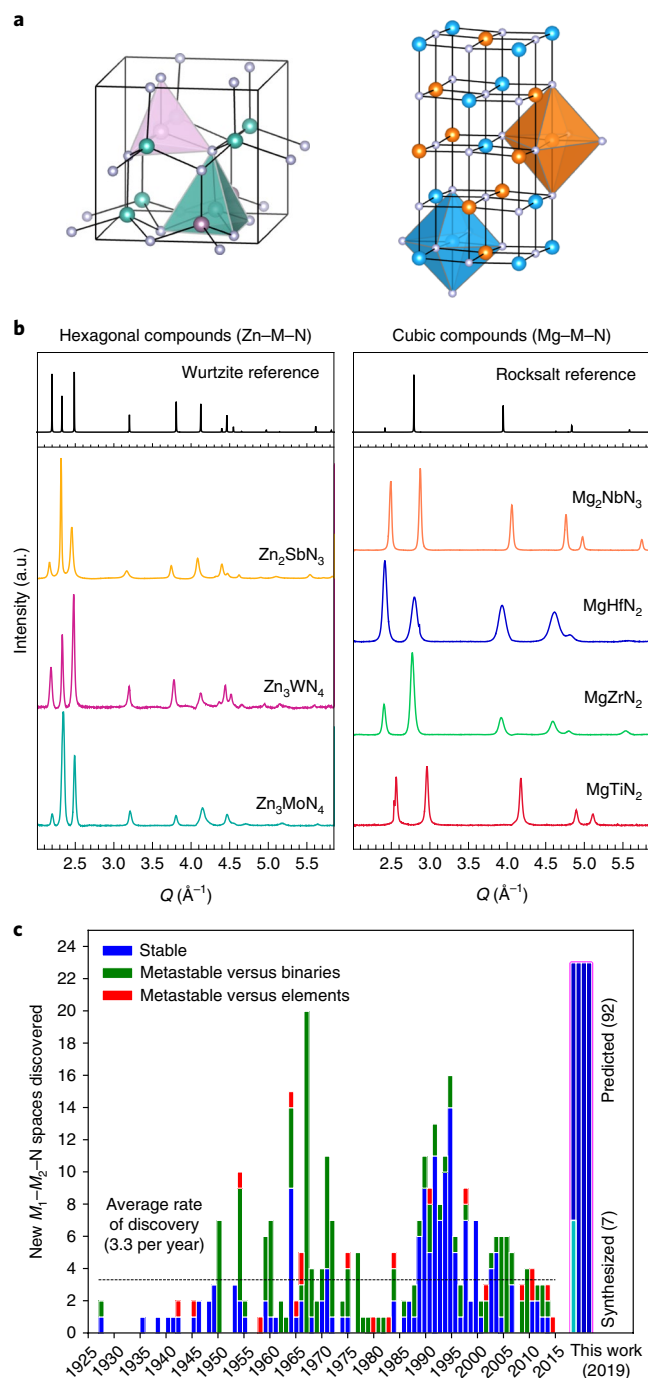 a
b
Hexagonal compounds (Zn–M–N)
Cubic compounds (Mg–M–N)
Wurtzite reference
Rocksalt reference
Intensity (a.u.)
Zn₂SbN₃
Zn₃WN₄
Zn₃MoN₄
Mg₂NbN₃
MgHfN₂
MgZrN₂
MgTiN₂
2.5 3.0 3.5 4.0 4.5 5.0 5.5
2.5 3.0 3.5 4.0 4.5 5.0 5.5
Q (Å⁻¹)
Q (Å⁻¹)
c
New M₁–M₂–N spaces discovered
24
22
20
18
16
14
12
10
8
6
4
2
0
Stable
Metastable versus binaries
Metastable versus elements
Average rate
of discovery
(3.3 per year)
Predicted (92)
Synthesized (7)
1925 1930 1935 1940 1945 1950 1955 1960 1965 1970 1975 1980 1985 1990 1995 2000 2005 2010 2015
This work
(2019)